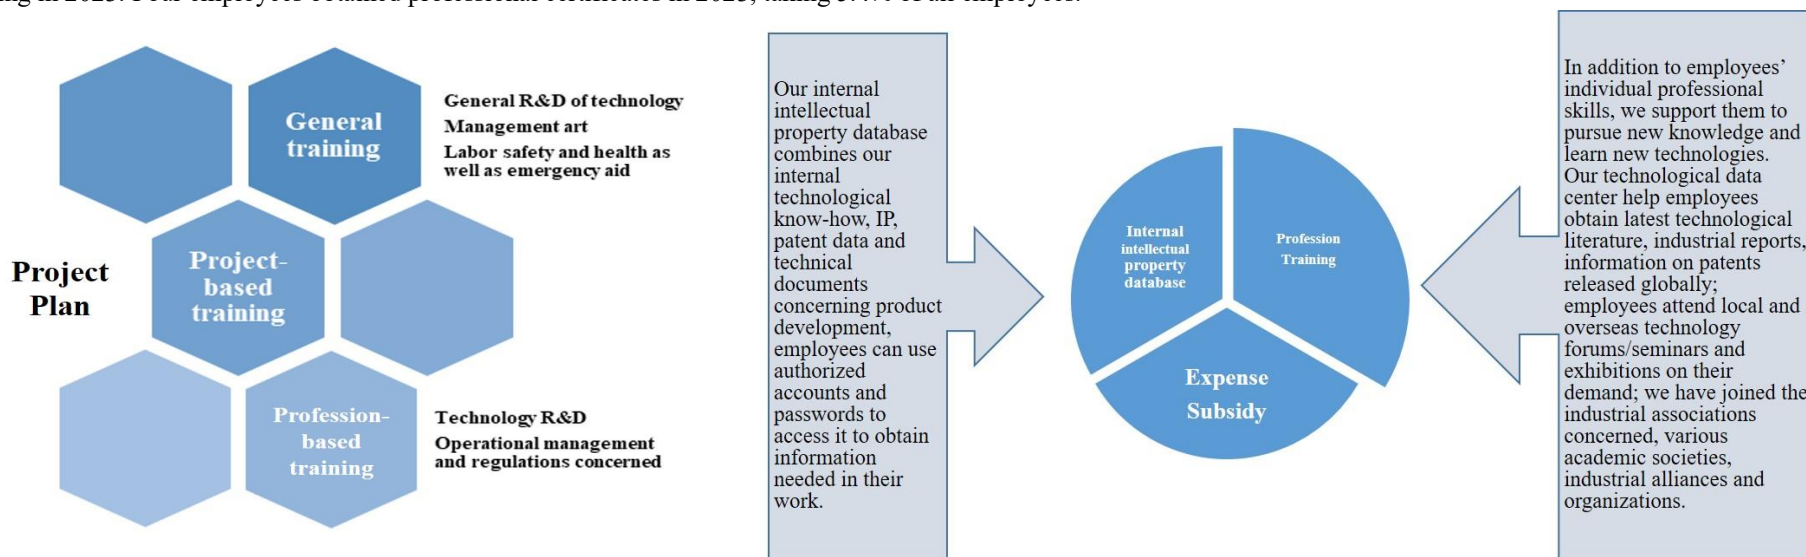 General
training
General R&D of technology
Management art
Labor safety and health as
well as emergency aid
Project
Plan
Project-
based
training
Profession-
based
training
Technology R&D
Operational management
and regulations concerned
Our internal
intellectual
property database
combines our
internal
technological
know-how, IP,
patent data and
technical
documents
concerning product
development,
employees can use
authorized
accounts and
passwords to
access it to obtain
information
needed in their
work.
Internal
intellectual
property
database
Profession
Training
Expense
Subsidy
In addition to employees’
individual professional
skills, we support them to
pursue new knowledge and
learn new technologies.
Our technological data
center help employees
obtain latest technological
literature, industrial reports,
information on patents
released globally;
employees attend local and
overseas technology
forums/seminars and
exhibitions on their
demand; we have joined the
industrial associations
concerned, various
academic societies,
industrial alliances and
organizations.